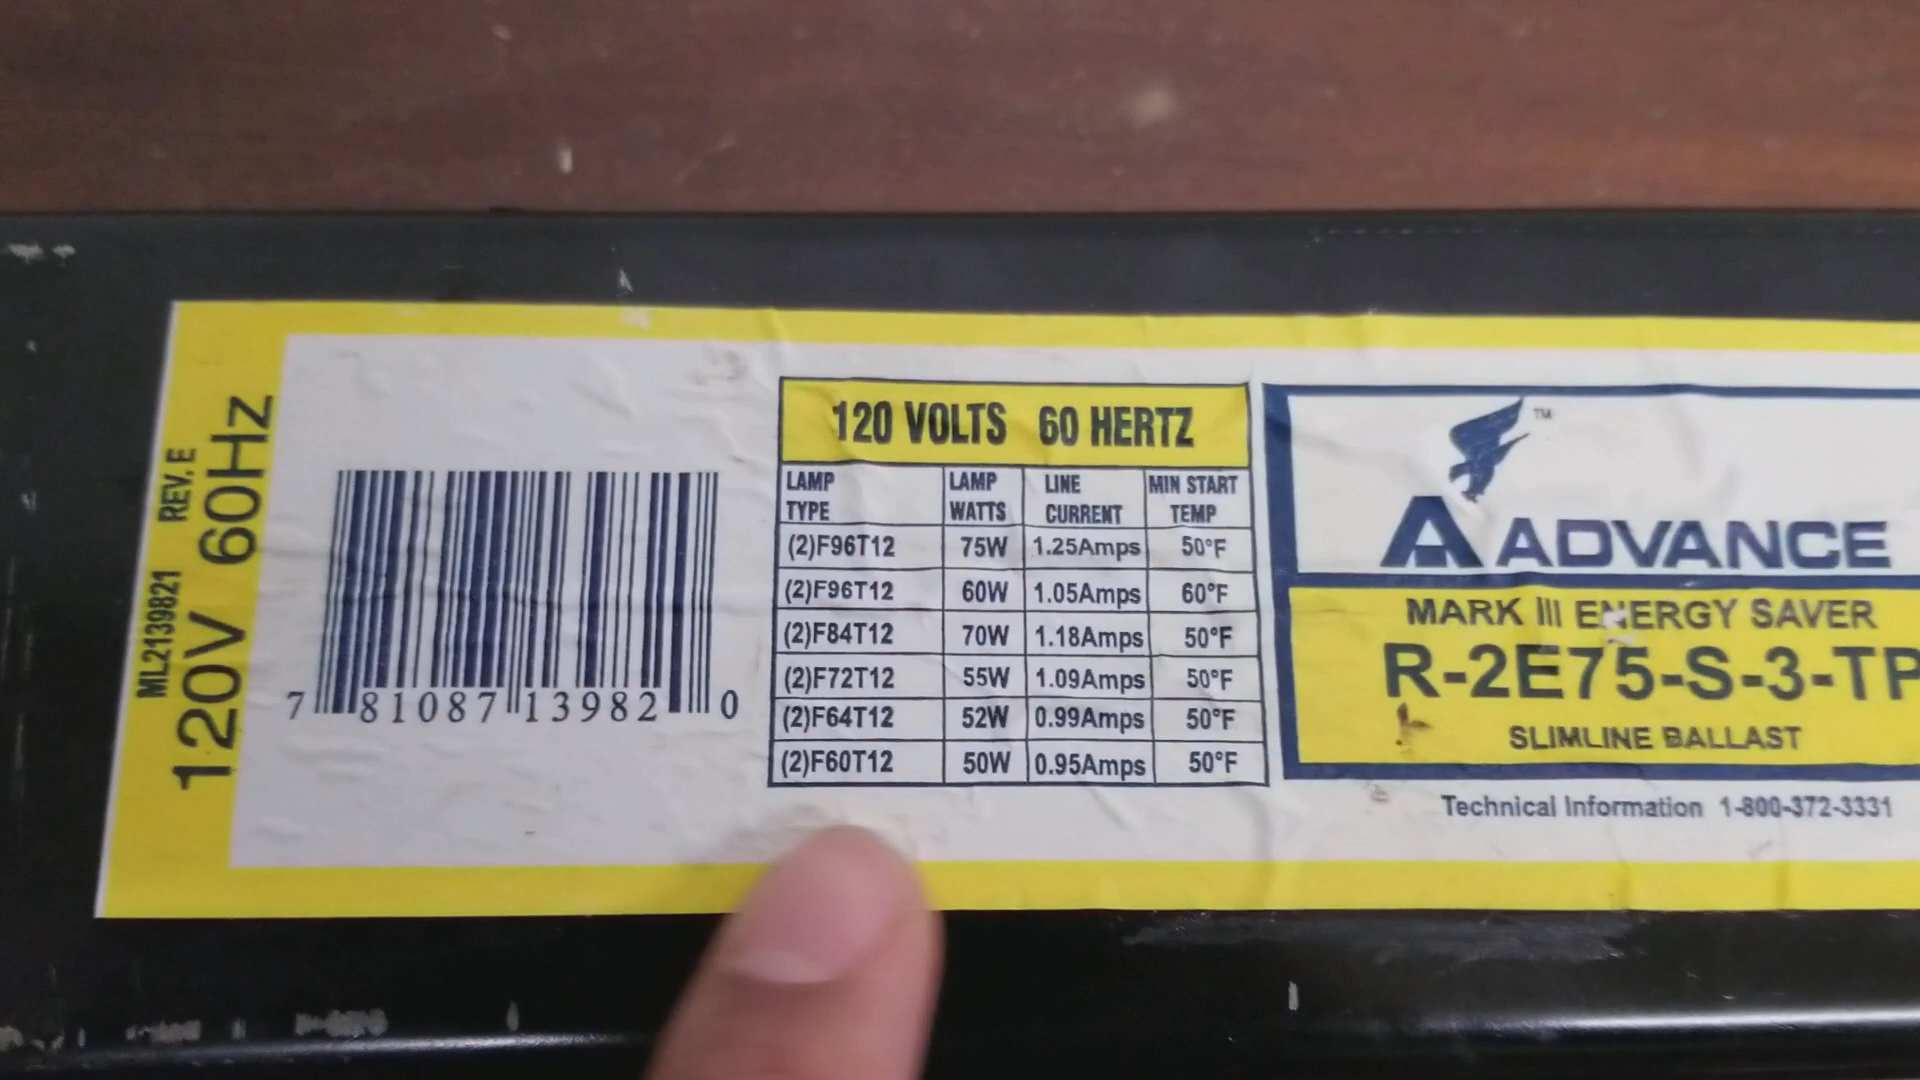 ML2139821 REV. E
120V 60Hz
7 81087 13982 0
120 VOLTS 60 HERTZ
LAMP TYPE LAMP WATTS LINE CURRENT MIN START TEMP
(2)F96T12 75W 1.25Amps 50°F
(2)F96T12 60W 1.05Amps 60°F
(2)F84T12 70W 1.18Amps 50°F
(2)F72T12 55W 1.09Amps 50°F
(2)F64T12 52W 0.99Amps 50°F
(2)F60T12 50W 0.95Amps 50°F
TM
ADVANCE
MARK III ENERGY SAVER
R-2E75-S-3-TP
SLIMLINE BALLAST
Technical Information 1-800-372-3331